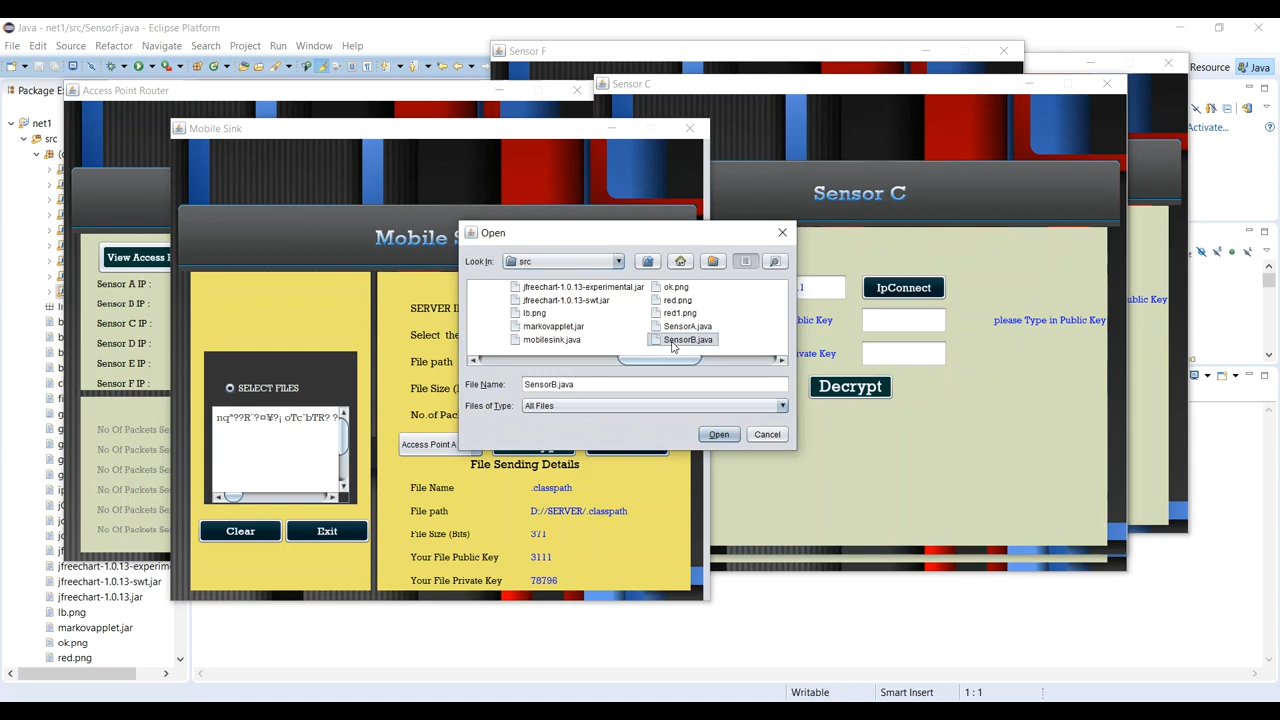 Java - net1/src/SensorF.java - Eclipse Platform
File Edit Source Refactor Navigate Search Project Run Window Help
Resource Java
Package
net1
src
Activate...
Sensor F
Access Point Router
View Access
Sensor A IP :
Sensor B IP :
Sensor C IP :
Sensor D IP :
Sensor E IP :
Sensor F IP :
No Of Packets Se
No Of Packets Se
No Of Packets Se
No Of Packets Se
No Of Packets Se
No Of Packets Se
Sensor C
Sensor C
.1 IpConnect
blic Key
please Type in Public Key
ivate Key
Decrypt
blic Key
Mobile Sink
Mobile S
SELECT FILES
Clear Exit
SERVER I
Select the
File path
File Size (
No.of Pac
Access Point A
File Sending Details
File Name .classpath
File path D://SERVER/.classpath
File Size (Bits) 371
Your File Public Key 3111
Your File Private Key 78796
Open
Look In: src
jfreechart-1.0.13-experimental.jar
jfreechart-1.0.13-swt.jar
lb.png
markovapplet.jar
mobilesink.java
ok.png
red.png
red1.png
SensorA.java
SensorB.java
File Name: SensorB.java
Files of Type: All Files
Open Cancel
jfreechart-1.0.13-experim
jfreechart-1.0.13-swt.jar
jfreechart-1.0.13.jar
lb.png
markovapplet.jar
ok.png
red.png
Writable Smart Insert 1 : 1